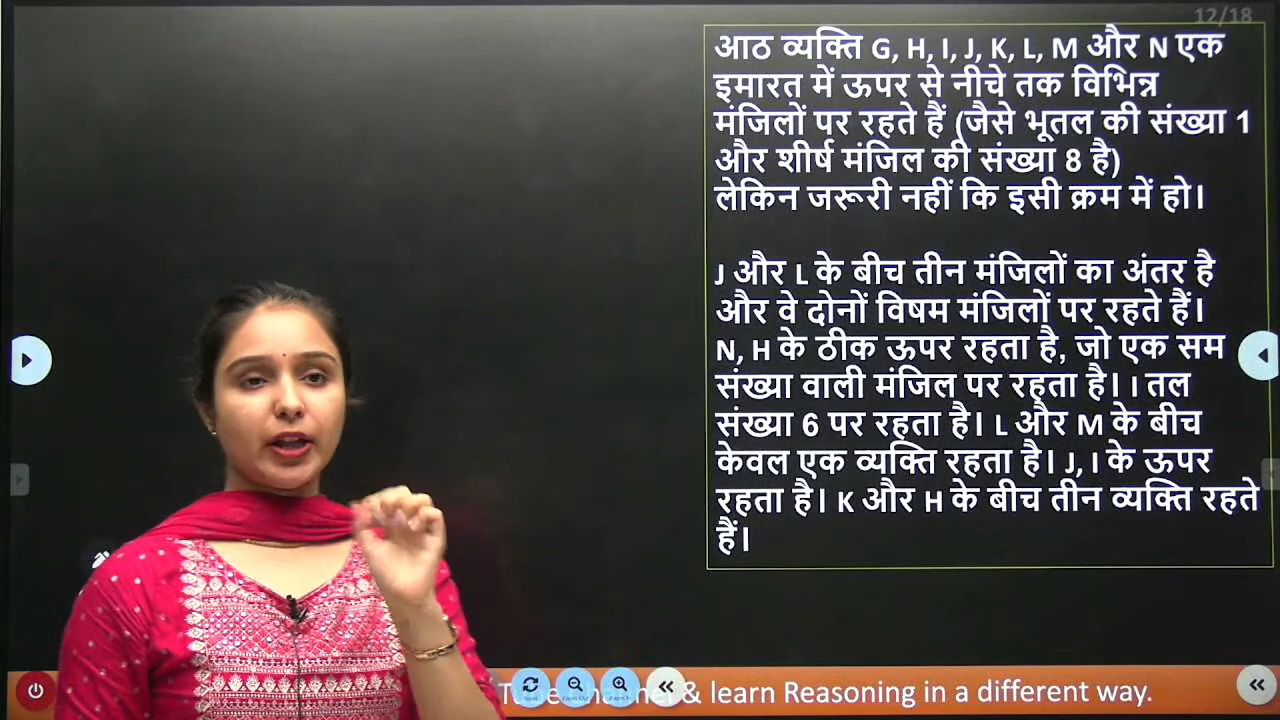 12/18
आठ व्यक्ति G, H, I, J, K, L, M और N एक
इमारत में ऊपर से नीचे तक विभिन्न
मंजिलों पर रहते हैं (जैसे भूतल की संख्या 1
और शीर्ष मंजिल की संख्या 8 है)
लेकिन जरूरी नहीं कि इसी क्रम में हो।
J और L के बीच तीन मंजिलों का अंतर है
और वे दोनों विषम मंजिलों पर रहते हैं।
N, H के ठीक ऊपर रहता है, जो एक सम
संख्या वाली मंजिल पर रहता है। I तल
संख्या 6 पर रहता है। L और M के बीच
केवल एक व्यक्ति रहता है। J, I के ऊपर
रहता है। K और H के बीच तीन व्यक्ति रहते
हैं।
& learn Reasoning in a different way.